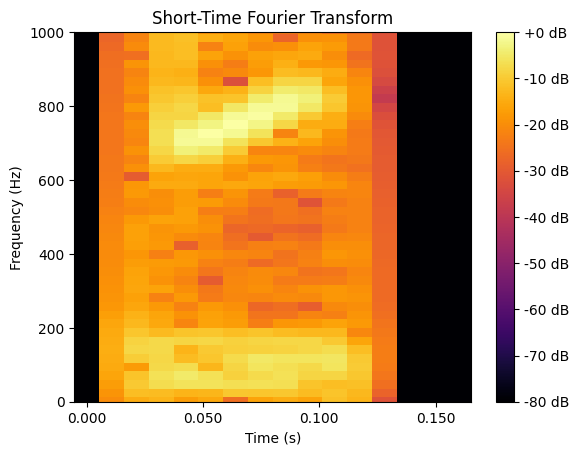 Short-Time Fourier Transform
Frequency (Hz)
1000
800
600
400
200
0
0.000
0.050
0.100
0.150
Time (s)
+0 dB
-10 dB
-20 dB
-30 dB
-40 dB
-50 dB
-60 dB
-70 dB
-80 dB